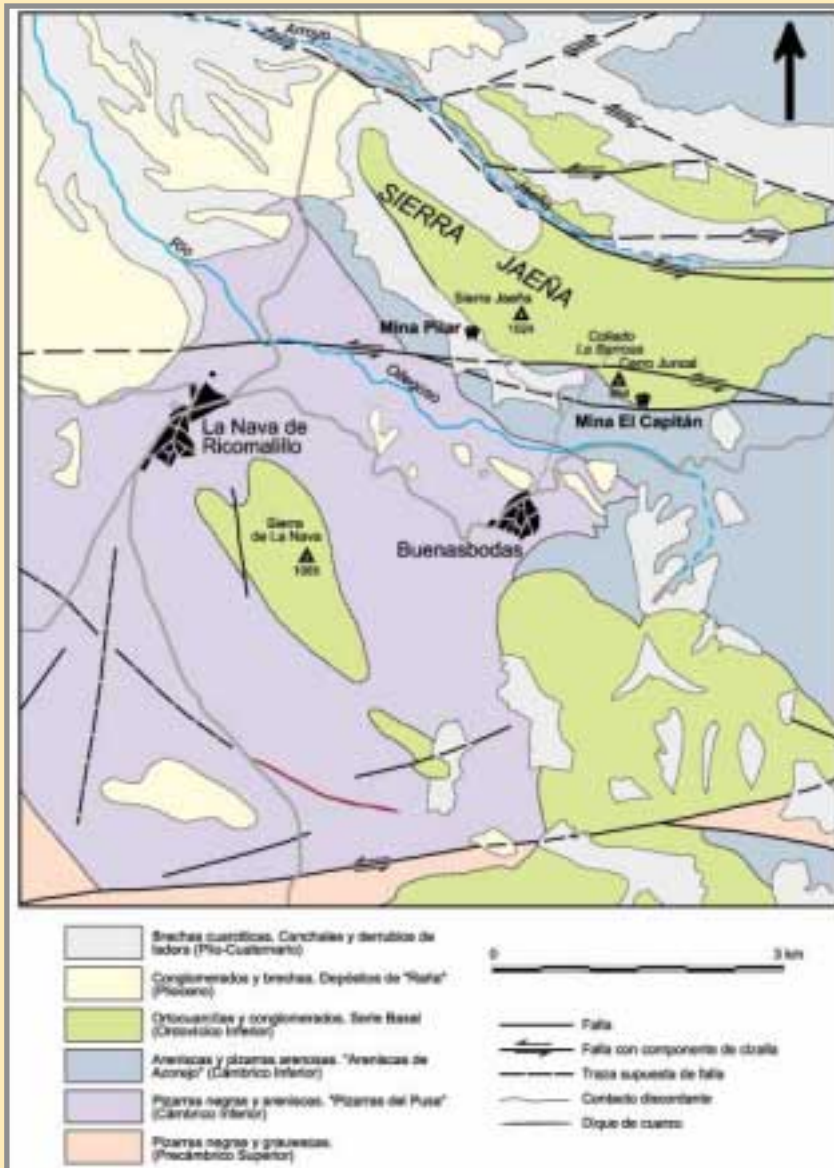 Arroyo
SIERRA
JAEÑA
Río
Sierra Jaeña
1024
Mina Pilar
Collado
La Barrosa
Cerro Juncal
Mina El Capitán
La Nava de
Ricomalillo
Sierra
de La Nava
Buenasbodas
Brechas cuarcíticas. Canchales y derrubios de
ladera (Plio-Cuaternario)
0
3 km
Conglomerados y brechas. Depósitos de "Raña"
(Plioceno)
Ortocuarcitas y conglomerados. Serie Basal
(Ordovícico Inferior)
Falla
Areniscas y pizarras arenosas. "Areniscas de
Azorejo" (Cámbrico Inferior)
Falla con componente de cizalla
Traza supuesta de falla
Pizarras negras y areniscas. "Pizarras del Pusa"
(Cámbrico Inferior)
Contacto discordante
Dique de cuarzo
Pizarras negras y grauvacas.
(Precámbrico Superior)